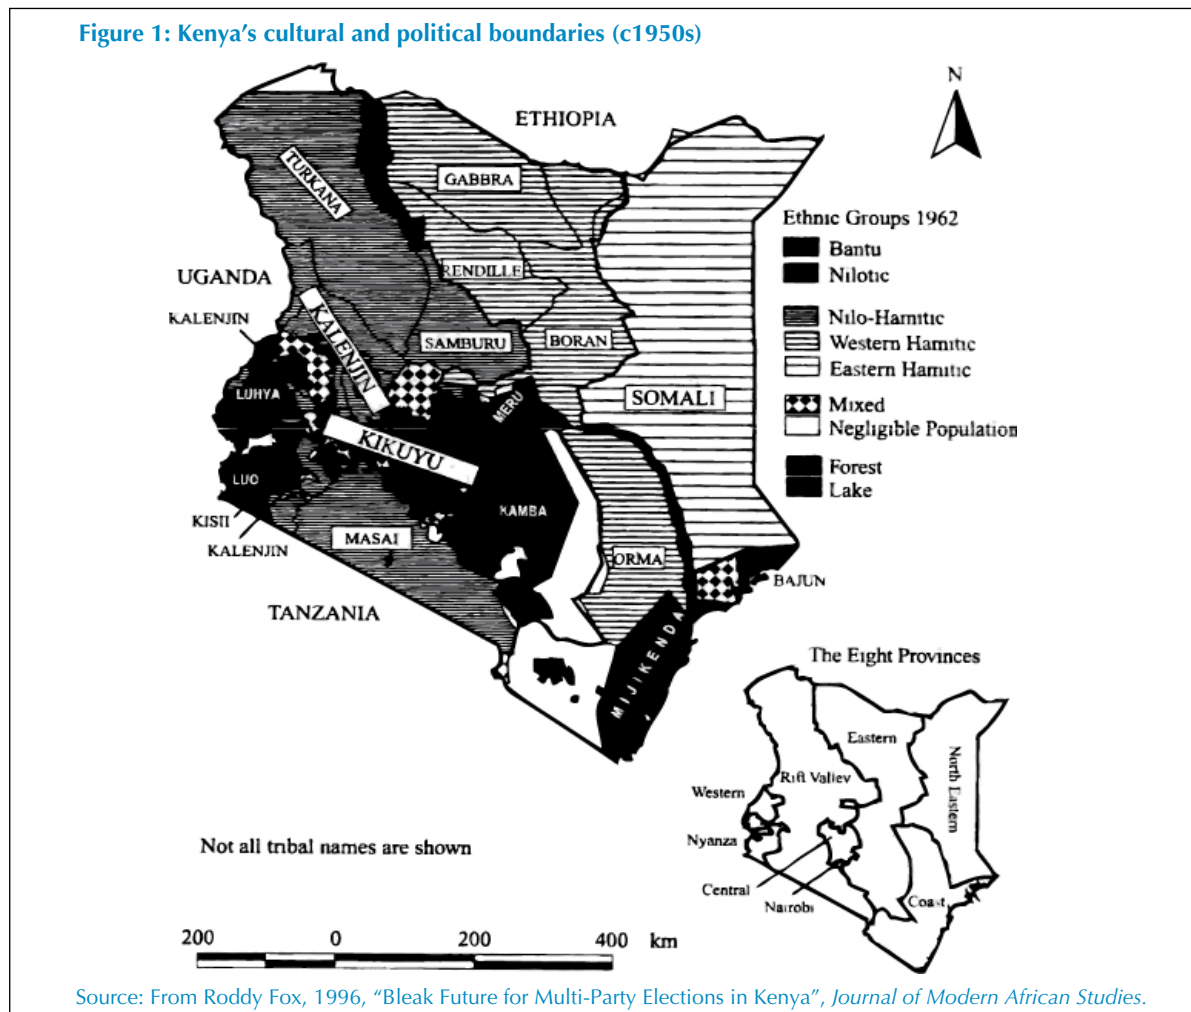 Figure 1: Kenya's cultural and political boundaries (c1950s)
N
ETHIOPIA
TURKANA
GABBRA
Ethnic Groups 1962
Bantu
Nilotic
UGANDA
RENDILLE
KALENJIN
KALENJIN
Nilo-Hamitic
SAMBURU
BORAN
Western Hamitic
Eastern Hamitic
LUHYA
MERU
SOMALI
Mixed
Negligible Population
KIKUYU
Forest
LUO
Lake
KAMBA
KISII
KALENJIN
MASAI
ORMA
BAJUN
TANZANIA
MIJIKENDA
The Eight Provinces
Eastern
North Eastern
Rift Valley
Western
Nyanza
Central
Nairobi
Coast
Not all tribal names are shown
200 0 200 400 km
Source: From Roddy Fox, 1996, “Bleak Future for Multi-Party Elections in Kenya”, Journal of Modern African Studies.